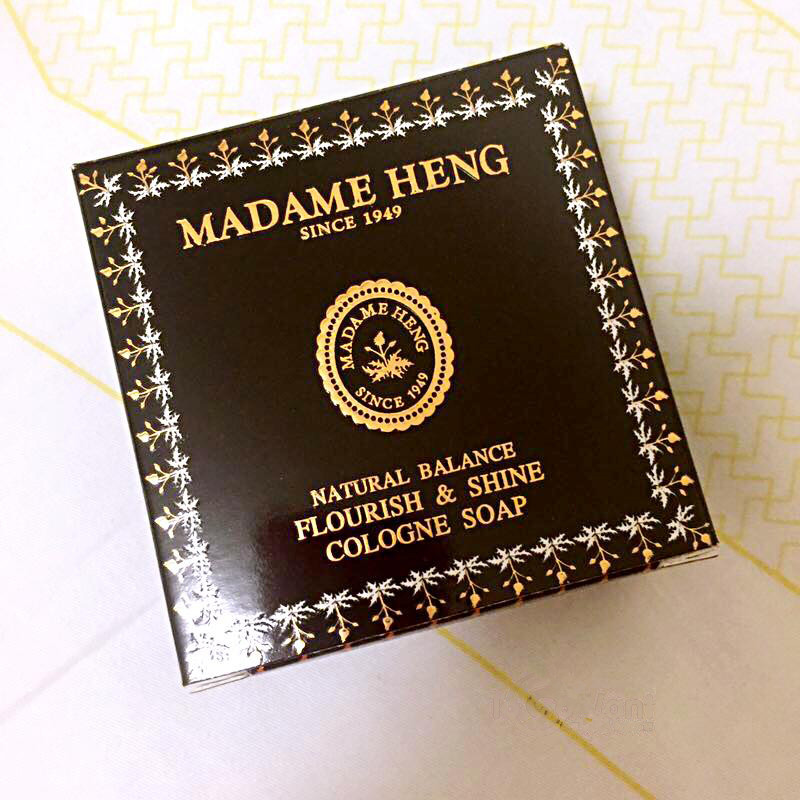 MADAME HENG
SINCE 1949
MADAME HENG
SINCE 1949
NATURAL BALANCE
FLOURISH & SHINE
COLOGNE SOAP